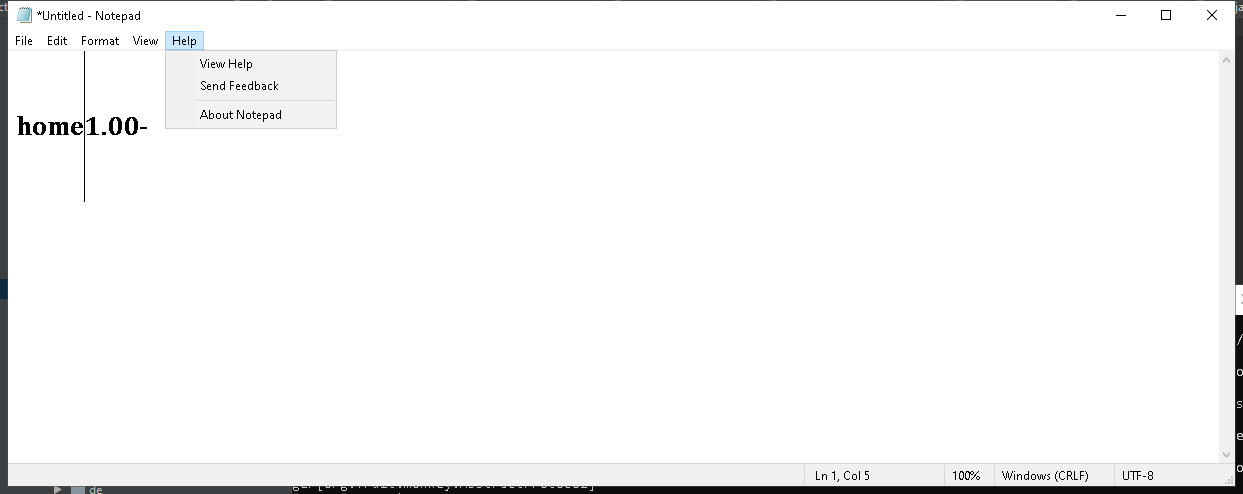 *Untitled - Notepad
File Edit Format View Help
View Help
Send Feedback
About Notepad
home1.00-
Ln 1, Col 5 100% Windows (CRLF) UTF-8
de